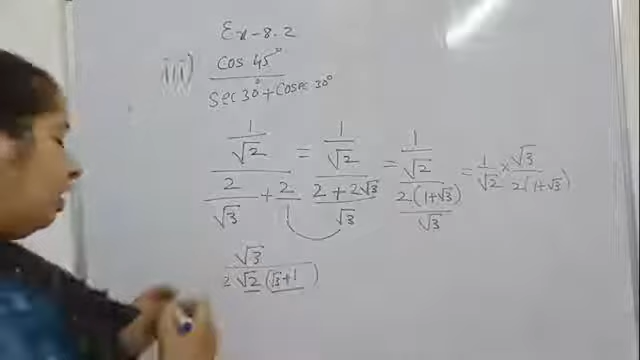 Ex-8.2
iii) cos 45° / sec 30° + cosec 30°
(1/√2) / (2/√3 + 2) = (1/√2) / ((2 + 2√3)/√3) = (1/√2) / (2(1+√3)/√3) = 1/√2 × √3 / 2(1+√3)
√3 / 2√2 (√3+1)